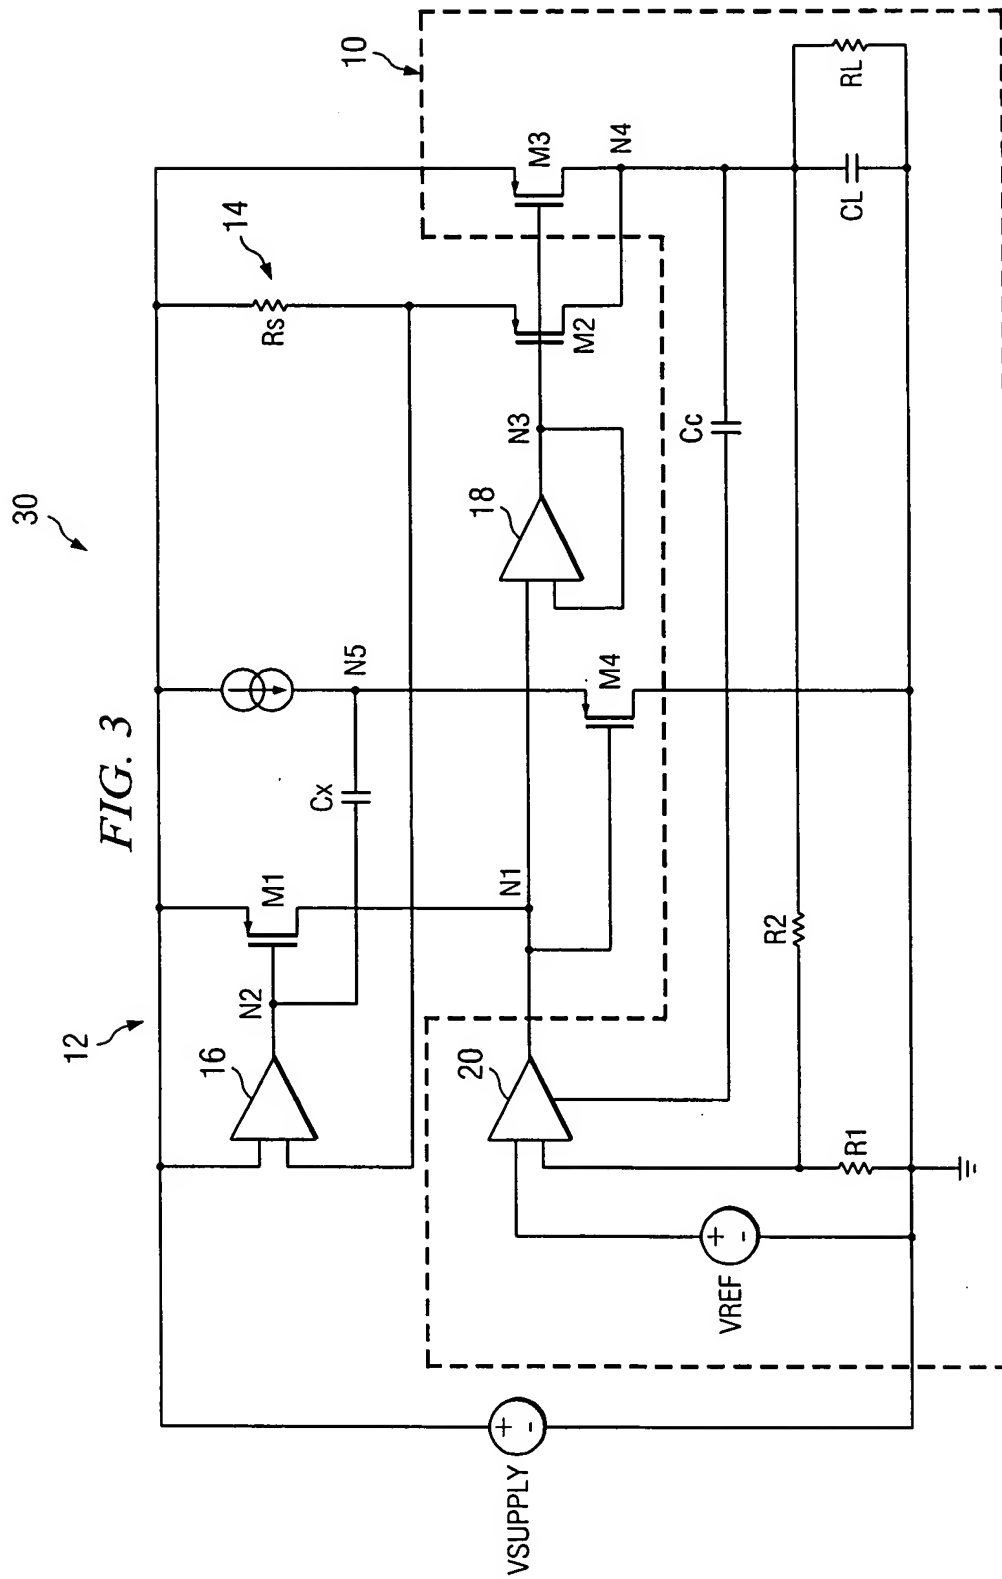 FIG. 3
30
12
14
10
16
N2
M1
Cx
N5
Rs
M3
N4
M2
N3
18
N1
M4
20
Cc
VSUPPLY
VREF
R1
R2
CL
RL
+
-
+
-